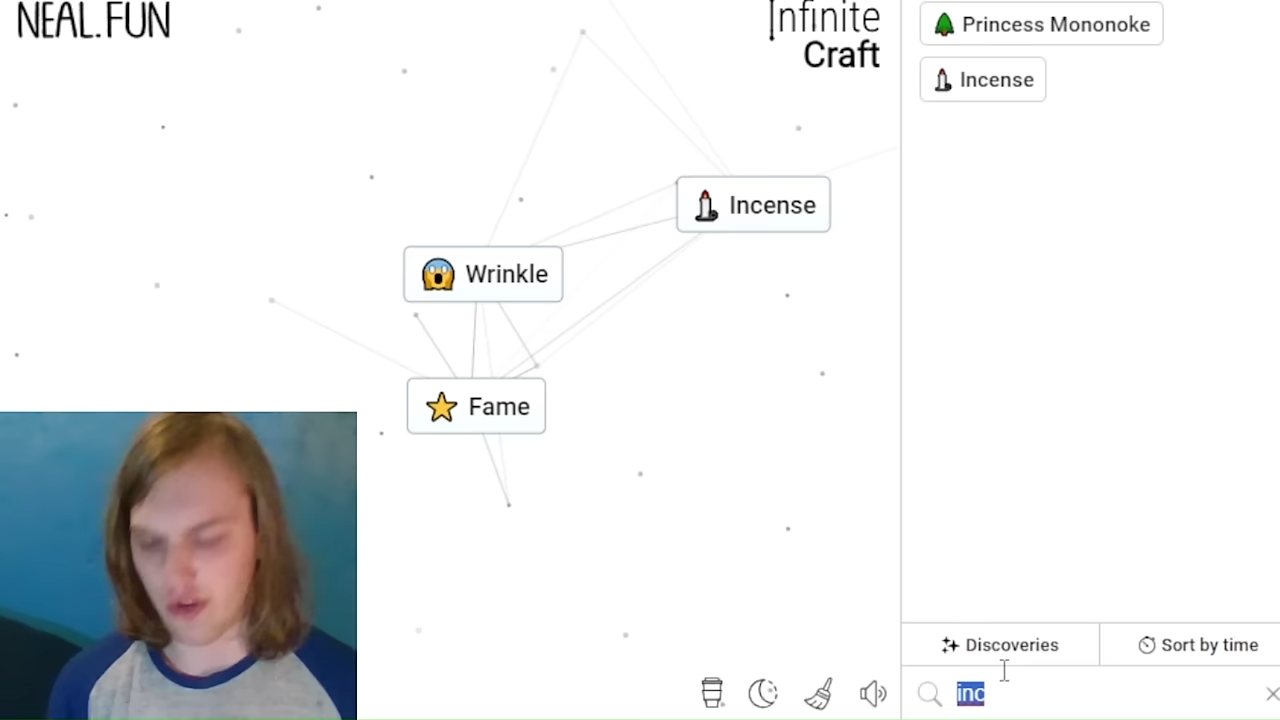 NEAL.FUN
Infinite
Craft
Princess Mononoke
Incense
Incense
Wrinkle
Fame
Discoveries
Sort by time
inc